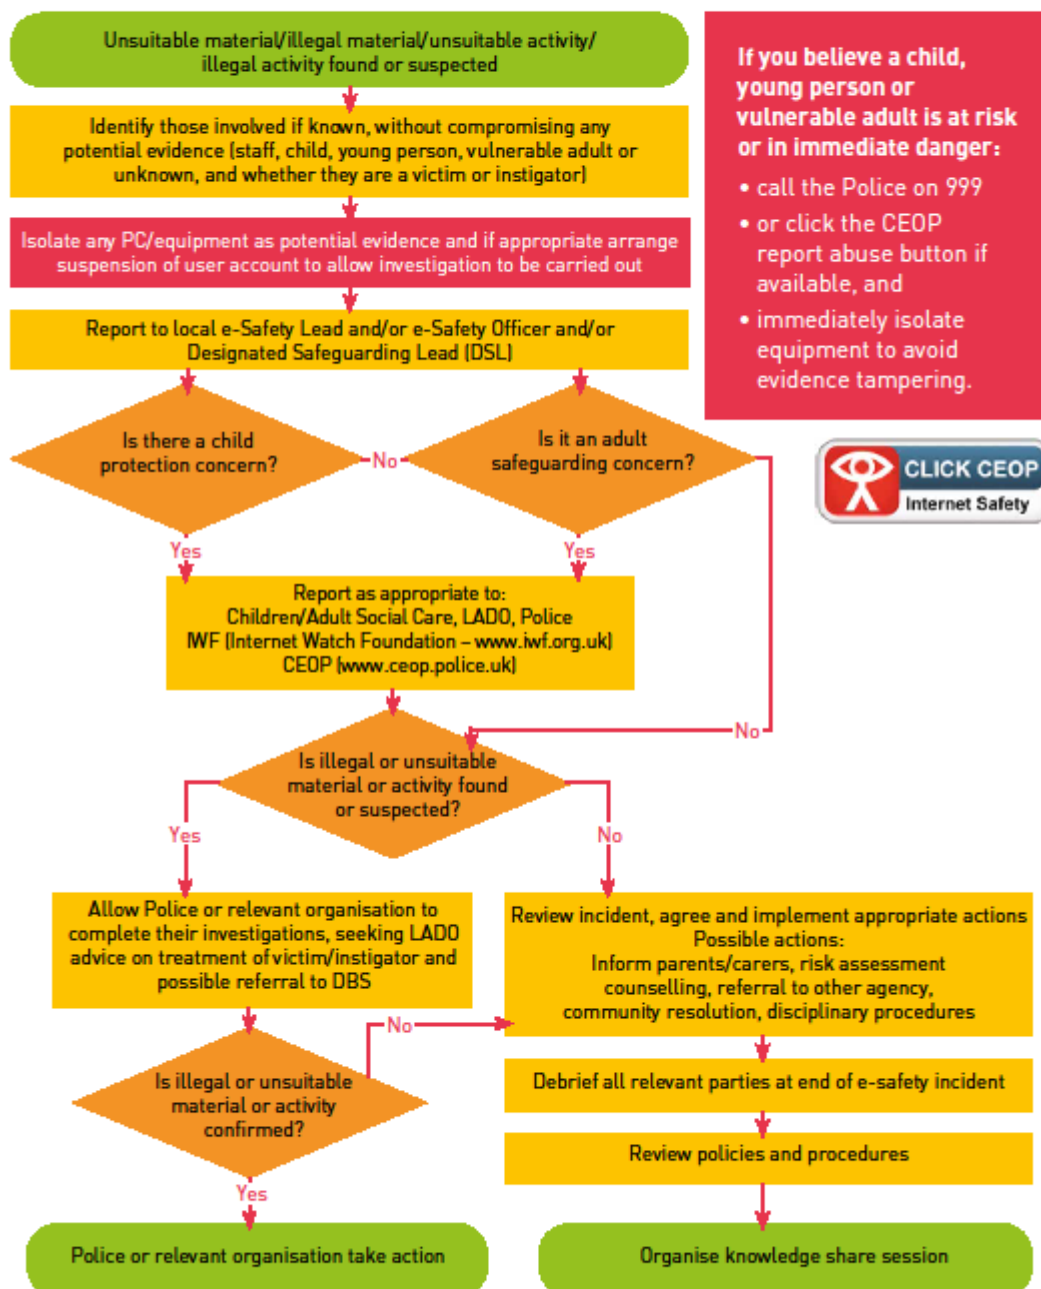 Unsuitable material/illegal material/unsuitable activity/
illegal activity found or suspected
Identify those involved if known, without compromising any
potential evidence (staff, child, young person, vulnerable adult or
unknown, and whether they are a victim or instigator)
Isolate any PC/equipment as potential evidence and if appropriate arrange
suspension of user account to allow investigation to be carried out
Report to local e-Safety Lead and/or e-Safety Officer and/or
Designated Safeguarding Lead (DSL)
If you believe a child,
young person or
vulnerable adult is at risk
or in immediate danger:
• call the Police on 999
• or click the CEOP
report abuse button if
available, and
• immediately isolate
equipment to avoid
evidence tampering.
CLICK CEOP
Internet Safety
Is there a child
protection concern?
No
Is it an adult
safeguarding concern?
Yes
Yes
Report as appropriate to:
Children/Adult Social Care, LADO, Police
IWF (Internet Watch Foundation – www.iwf.org.uk)
CEOP (www.ceop.police.uk)
No
Is illegal or unsuitable
material or activity found
or suspected?
Yes
No
Allow Police or relevant organisation to
complete their investigations, seeking LADO
advice on treatment of victim/instigator and
possible referral to DBS
Review incident, agree and implement appropriate actions
Possible actions:
Inform parents/carers, risk assessment
counselling, referral to other agency,
community resolution, disciplinary procedures
No
Is illegal or unsuitable
material or activity
confirmed?
Debrief all relevant parties at end of e-safety incident
Review policies and procedures
Yes
Police or relevant organisation take action
Organise knowledge share session